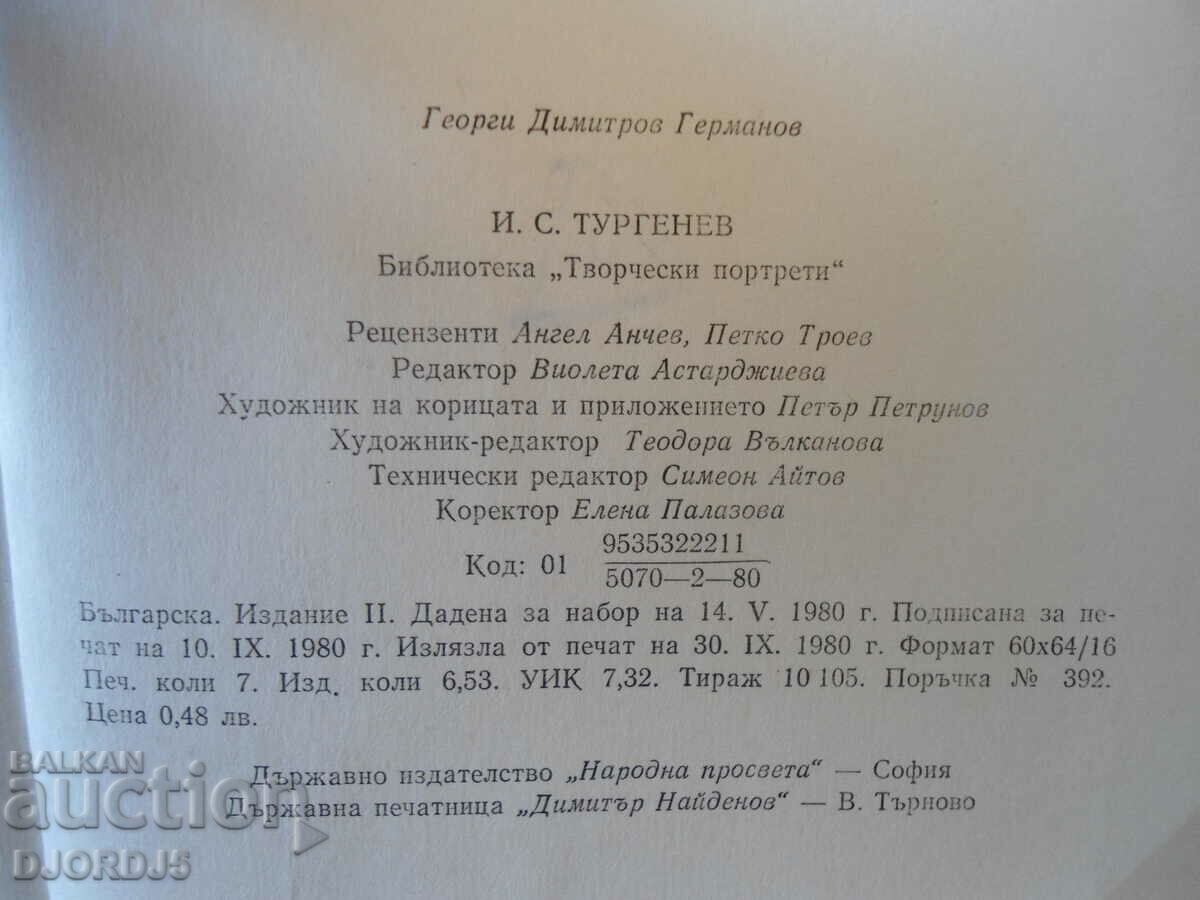 Георги Димитров Германов
И. С. ТУРГЕНЕВ
Библиотека „Творчески портрети“
Рецензенти Ангел Анчев, Петко Троев
Редактор Виолета Астарджиева
Художник на корицата и приложението Петър Петрунов
Художник-редактор Теодора Вълканова
Технически редактор Симеон Айтов
Коректор Елена Палазова
Код: 01 9535322211
5070—2—80
Българска. Издание II. Дадена за набор на 14. V. 1980 г. Подписана за пе-
чат на 10. IX. 1980 г. Излязла от печат на 30. IX. 1980 г. Формат 60х64/16
Печ. коли 7. Изд. коли 6,53. УИК 7,32. Тираж 10 105. Поръчка № 392.
Цена 0,48 лв.
Държавно издателство „Народна просвета“ — София
Държавна печатница „Димитър Найденов“ — В. Търново
BALKAN
auction
DJORDJ5